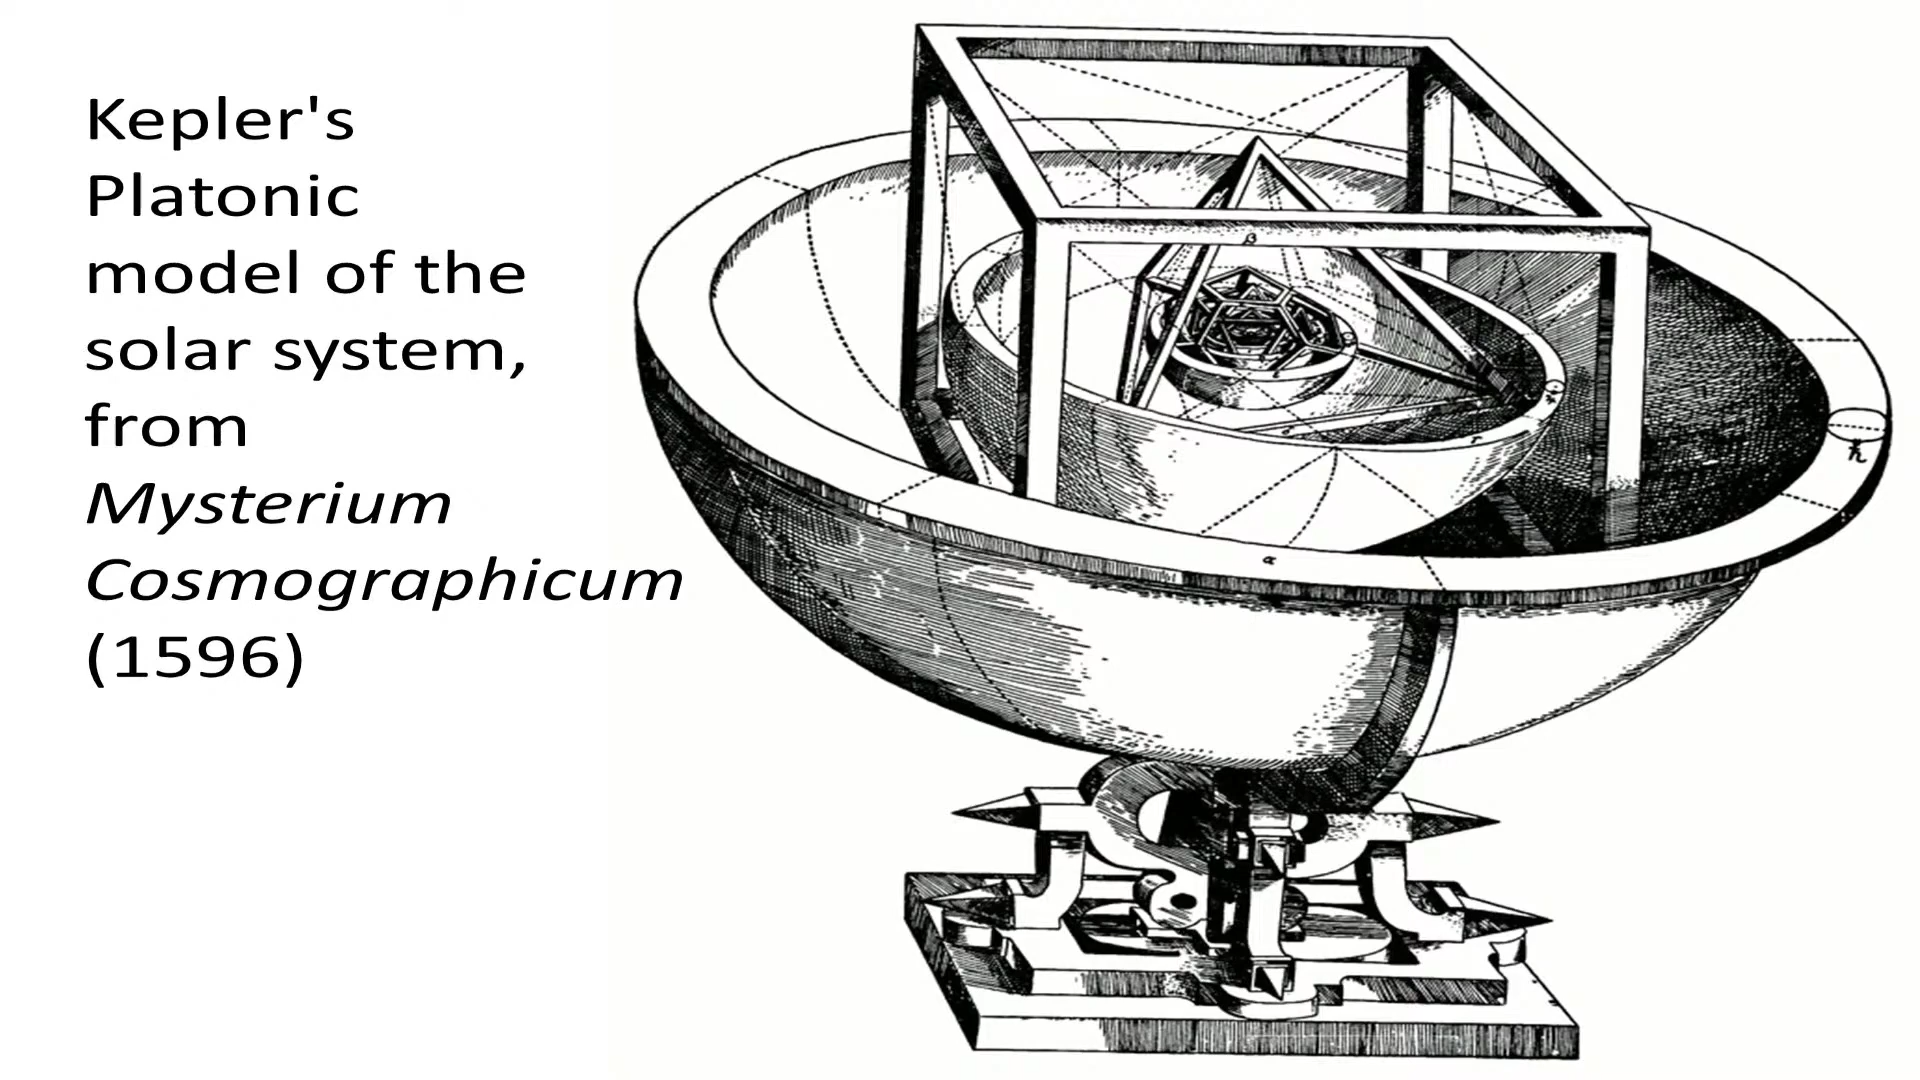 Kepler's
Platonic
model of the
solar system,
from
Mysterium
Cosmographicum
(1596)
β
α
♄